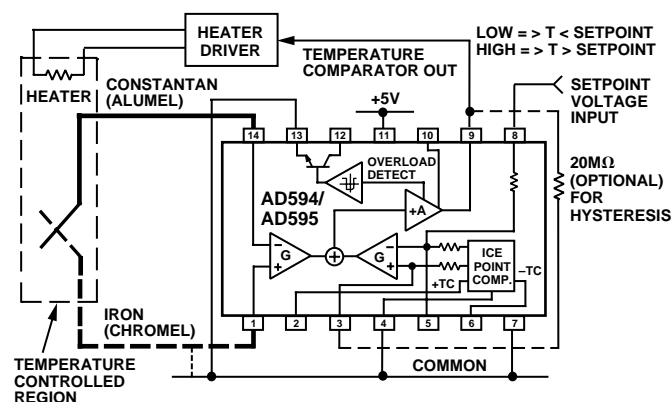 HEATER
DRIVER
LOW = > T < SETPOINT
HIGH = > T > SETPOINT
TEMPERATURE
COMPARATOR OUT
HEATER
CONSTANTAN
(ALUMEL)
+5V
SETPOINT
VOLTAGE
INPUT
14
13
12
11
10
9
8
OVERLOAD
DETECT
20MΩ
(OPTIONAL)
FOR
HYSTERESIS
AD594/
AD595
+A
–
+
G
+
G
–
+
ICE
POINT
COMP.
–TC
+TC
IRON
(CHROMEL)
1
2
3
4
5
6
7
COMMON
TEMPERATURE
CONTROLLED
REGION